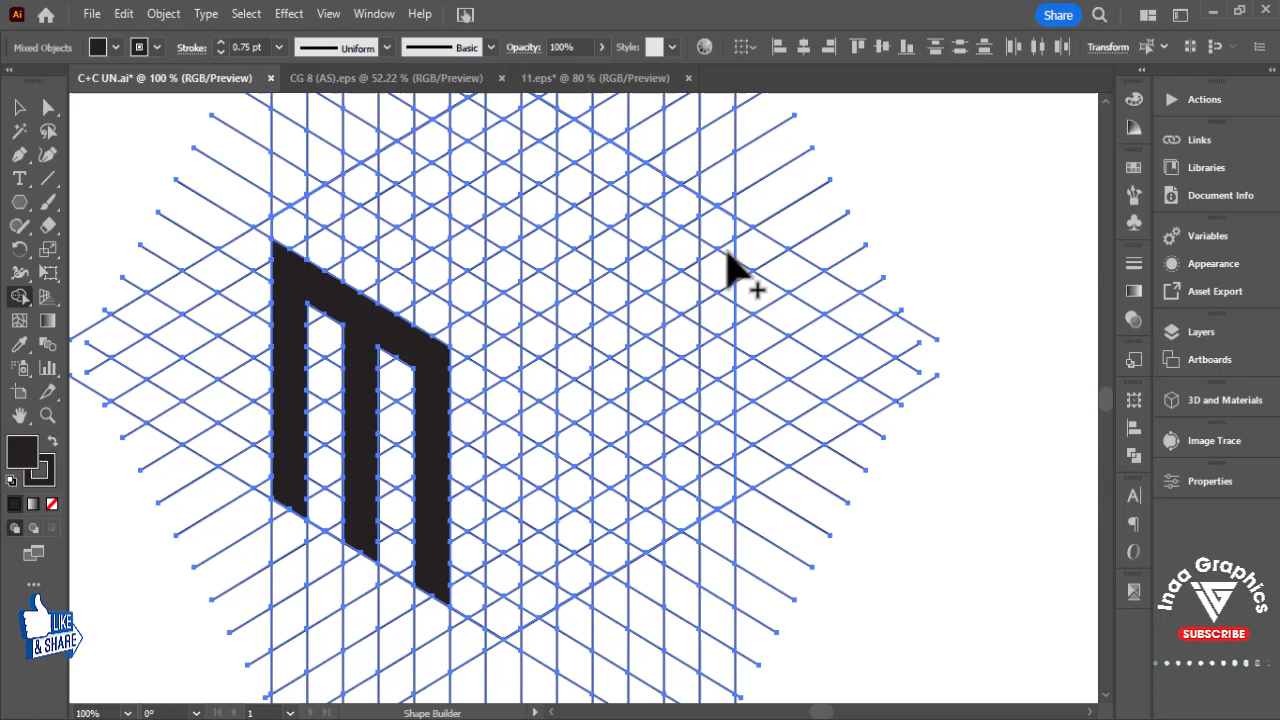 Ai File Edit Object Type Select Effect View Window Help Share
Mixed Objects Stroke: 0.75 pt Uniform Basic Opacity: 100% Style: Transform
C+C UN.ai* @ 100 % (RGB/Preview) × CG 8 (AS).eps @ 52,22 % (RGB/Preview) × 11.eps* @ 80 % (RGB/Preview) ×
Actions
Links
Libraries
Document Info
Variables
Appearance
Asset Export
Layers
Artboards
3D and Materials
Image Trace
Properties
LIKE
& SHARE
Inaa Graphics
SUBSCRIBE
100% 0° 1 Shape Builder